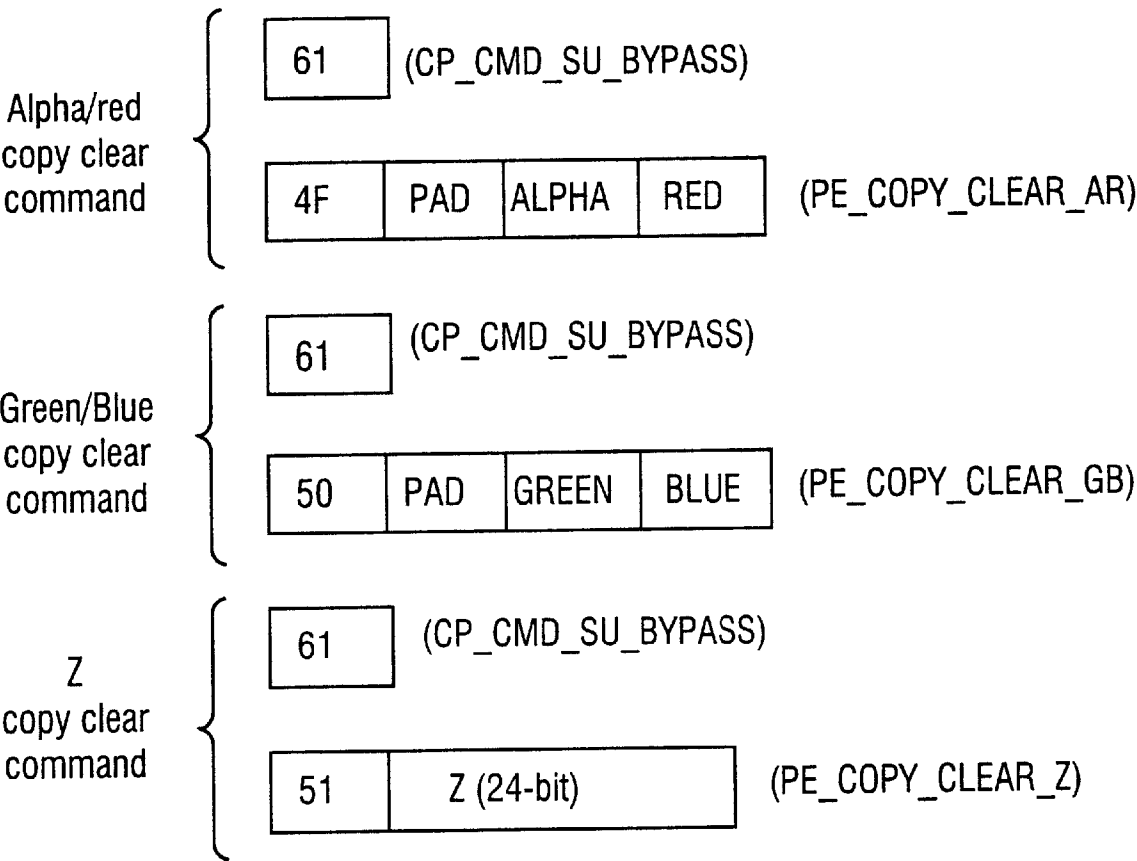 Alpha/red
copy clear
command
61 (CP_CMD_SU_BYPASS)
4F PAD ALPHA RED (PE_COPY_CLEAR_AR)
Green/Blue
copy clear
command
61 (CP_CMD_SU_BYPASS)
50 PAD GREEN BLUE (PE_COPY_CLEAR_GB)
Z
copy clear
command
61 (CP_CMD_SU_BYPASS)
51 Z (24-bit) (PE_COPY_CLEAR_Z)